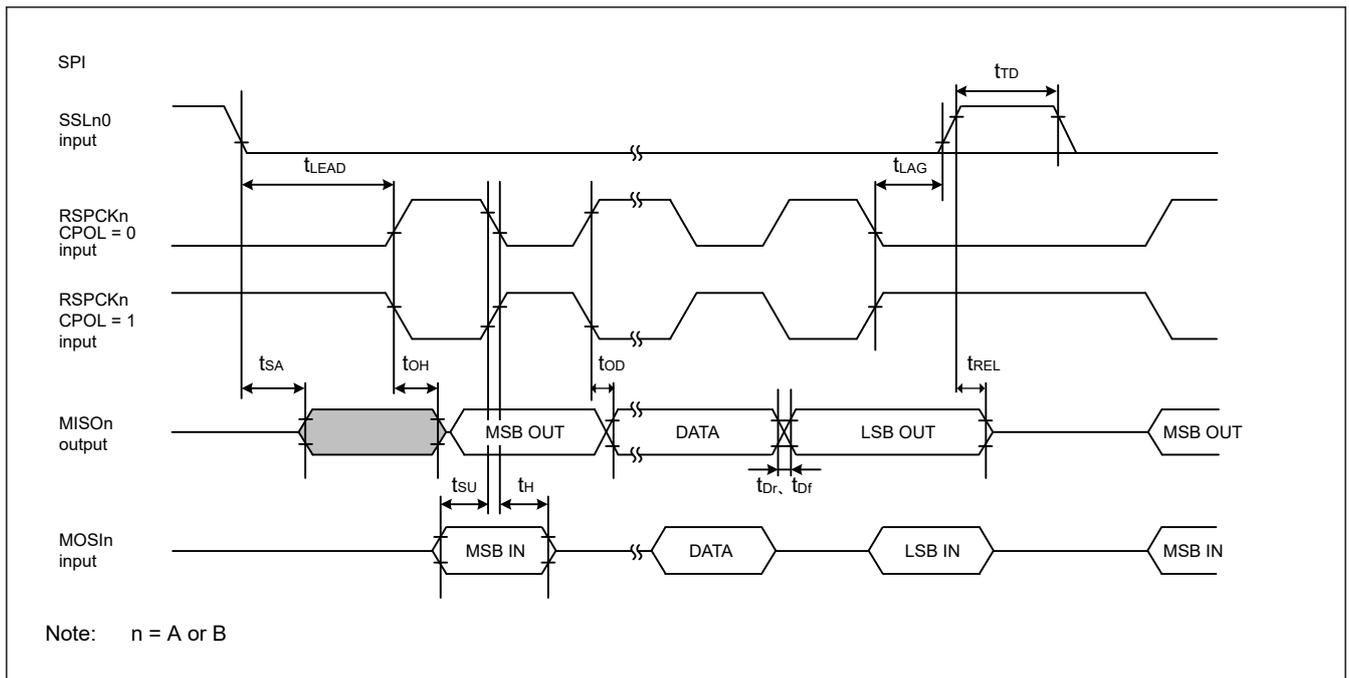 SPI
tTD
SSLn0
input
tLEAD
tLAG
RSPCKn
CPOL = 0
input
RSPCKn
CPOL = 1
input
tSA
tOH
tOD
tREL
MISOn
output
MSB OUT
DATA
LSB OUT
MSB OUT
tSU
tH
tDr、tDf
MOSIn
input
MSB IN
DATA
LSB IN
MSB IN
Note: n = A or B